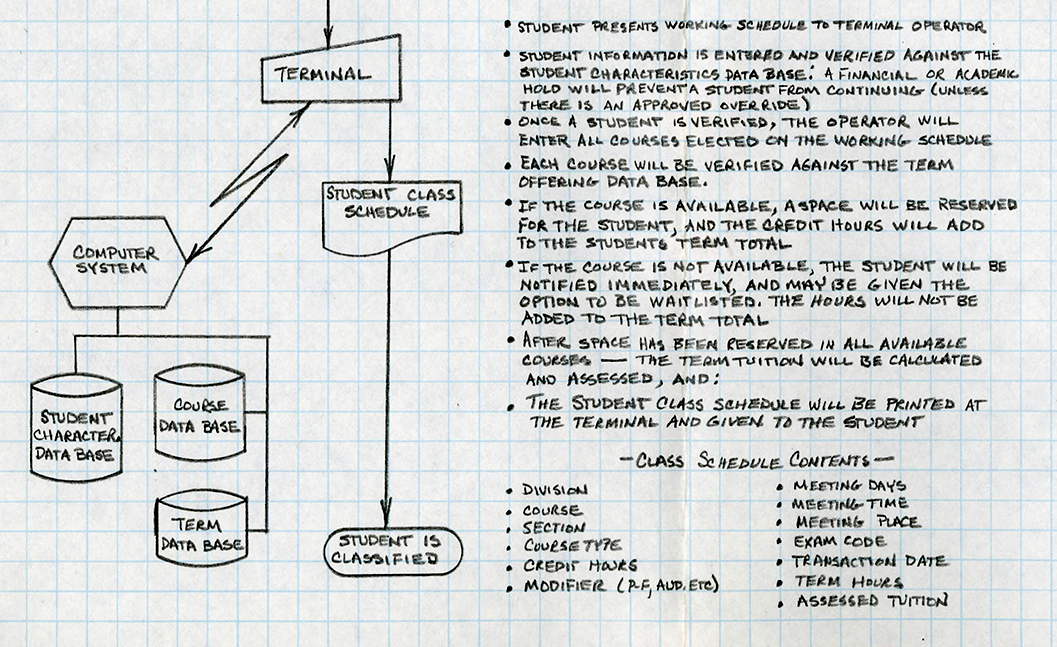 TERMINAL
STUDENT CLASS
SCHEDULE
COMPUTER
SYSTEM
STUDENT
CHARACTER.
DATA BASE
COURSE
DATA BASE
TERM
DATA BASE
STUDENT IS
CLASSIFIED
• STUDENT PRESENTS WORKING SCHEDULE TO TERMINAL OPERATOR
• STUDENT INFORMATION IS ENTERED AND VERIFIED AGAINST THE
STUDENT CHARACTERISTICS DATA BASE: A FINANCIAL OR ACADEMIC
HOLD WILL PREVENT A STUDENT FROM CONTINUING (UNLESS
THERE IS AN APPROVED OVERRIDE)
• ONCE A STUDENT IS VERIFIED, THE OPERATOR WILL
ENTER ALL COURSES ELECTED ON THE WORKING SCHEDULE
• EACH COURSE WILL BE VERIFIED AGAINST THE TERM
OFFERING DATA BASE.
• IF THE COURSE IS AVAILABLE, A SPACE WILL BE RESERVED
FOR THE STUDENT, AND THE CREDIT HOURS WILL ADD
TO THE STUDENTS TERM TOTAL
• IF THE COURSE IS NOT AVAILABLE, THE STUDENT WILL BE
NOTIFIED IMMEDIATELY, AND MAY BE GIVEN THE
OPTION TO BE WAITLISTED. THE HOURS WILL NOT BE
ADDED TO THE TERM TOTAL
• AFTER SPACE HAS BEEN RESERVED IN ALL AVAILABLE
COURSES — THE TERM TUITION WILL BE CALCULATED
AND ASSESSED, AND:
• THE STUDENT CLASS SCHEDULE WILL BE PRINTED AT
THE TERMINAL AND GIVEN TO THE STUDENT
— CLASS SCHEDULE CONTENTS —
• DIVISION
• COURSE
• SECTION
• COURSE TYPE
• CREDIT HOURS
• MODIFIER (P-F, AUD. ETC)
• MEETING DAYS
• MEETING TIME
• MEETING PLACE
• EXAM CODE
• TRANSACTION DATE
• TERM HOURS
• ASSESSED TUITION